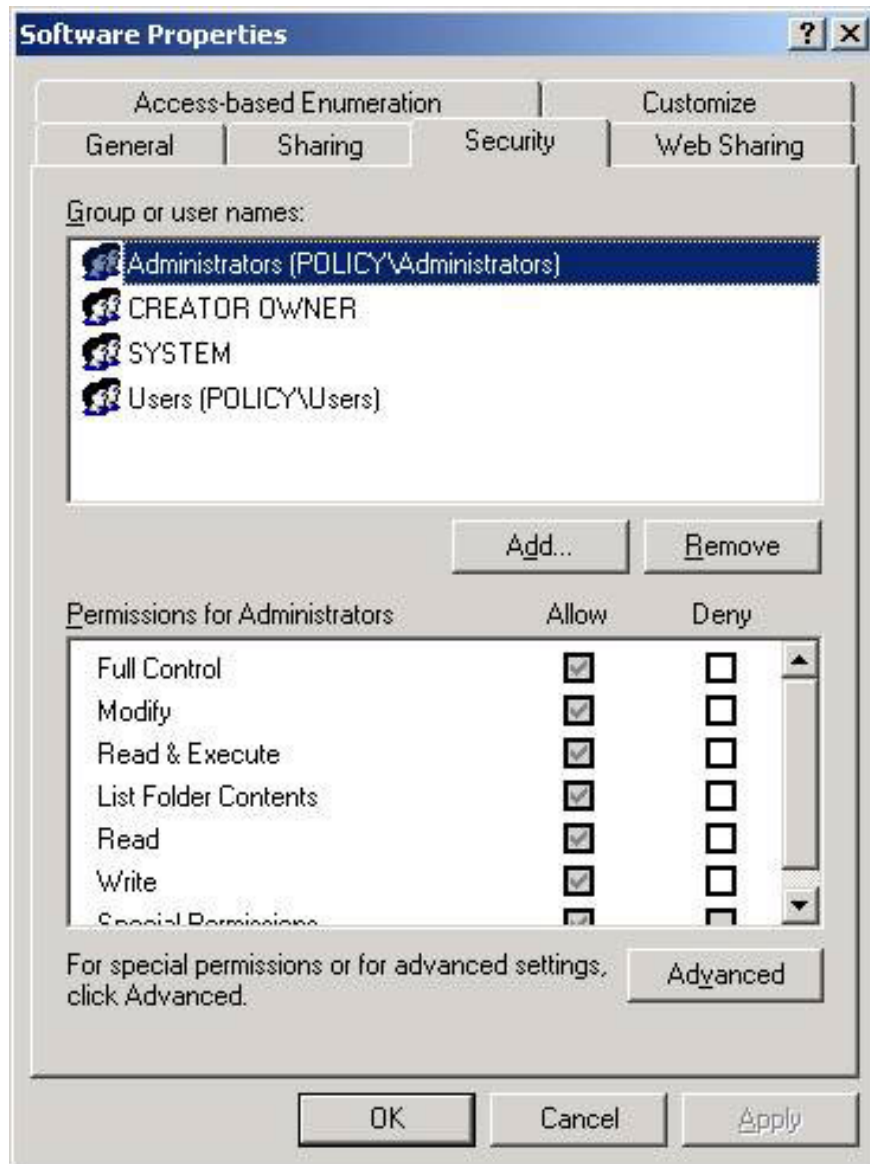 Software Properties
Access-based Enumeration Customize
General Sharing Security Web Sharing
Group or user names:
Administrators (POLICY\Administrators)
CREATOR OWNER
SYSTEM
Users (POLICY\Users)
Add... Remove
Permissions for Administrators Allow Deny
Full Control
Modify
Read & Execute
List Folder Contents
Read
Write
Special Permissions
For special permissions or for advanced settings, Advanced
click Advanced.
OK Cancel Apply